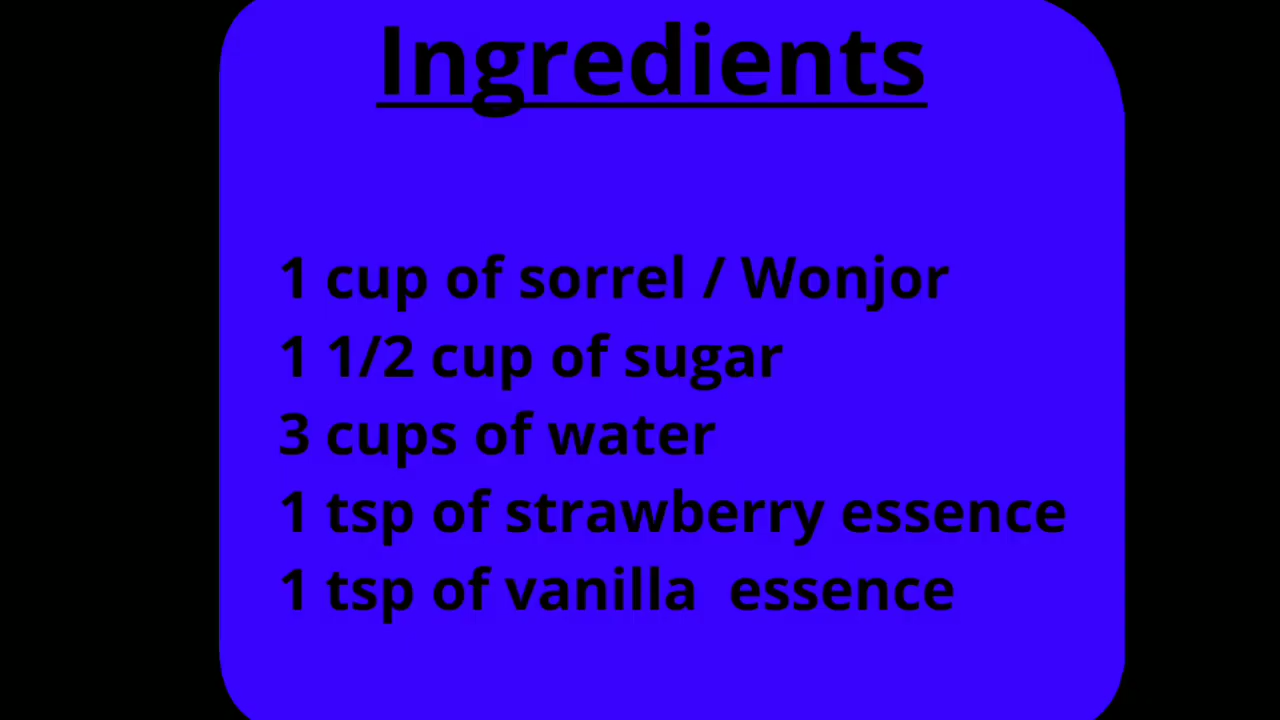 Ingredients
1 cup of sorrel / Wonjor
1 1/2 cup of sugar
3 cups of water
1 tsp of strawberry essence
1 tsp of vanilla  essence